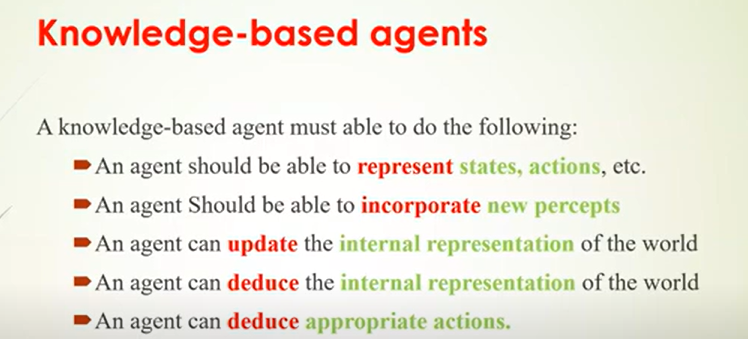 Knowledge-based agents
A knowledge-based agent must able to do the following:
An agent should be able to represent states, actions, etc.
An agent Should be able to incorporate new percepts
An agent can update the internal representation of the world
An agent can deduce the internal representation of the world
An agent can deduce appropriate actions.